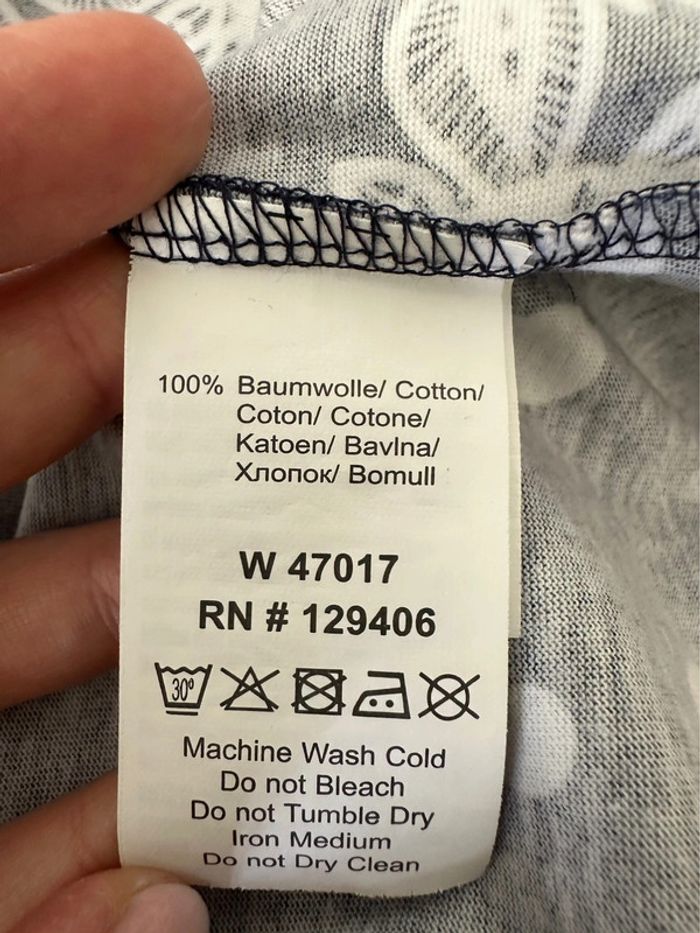 100% Baumwolle/ Cotton/
Coton/ Cotone/
Katoen/ Bavlna/
Хлопок/ Bomull
W 47017
RN # 129406
30°
Machine Wash Cold
Do not Bleach
Do not Tumble Dry
Iron Medium
Do not Dry Clean